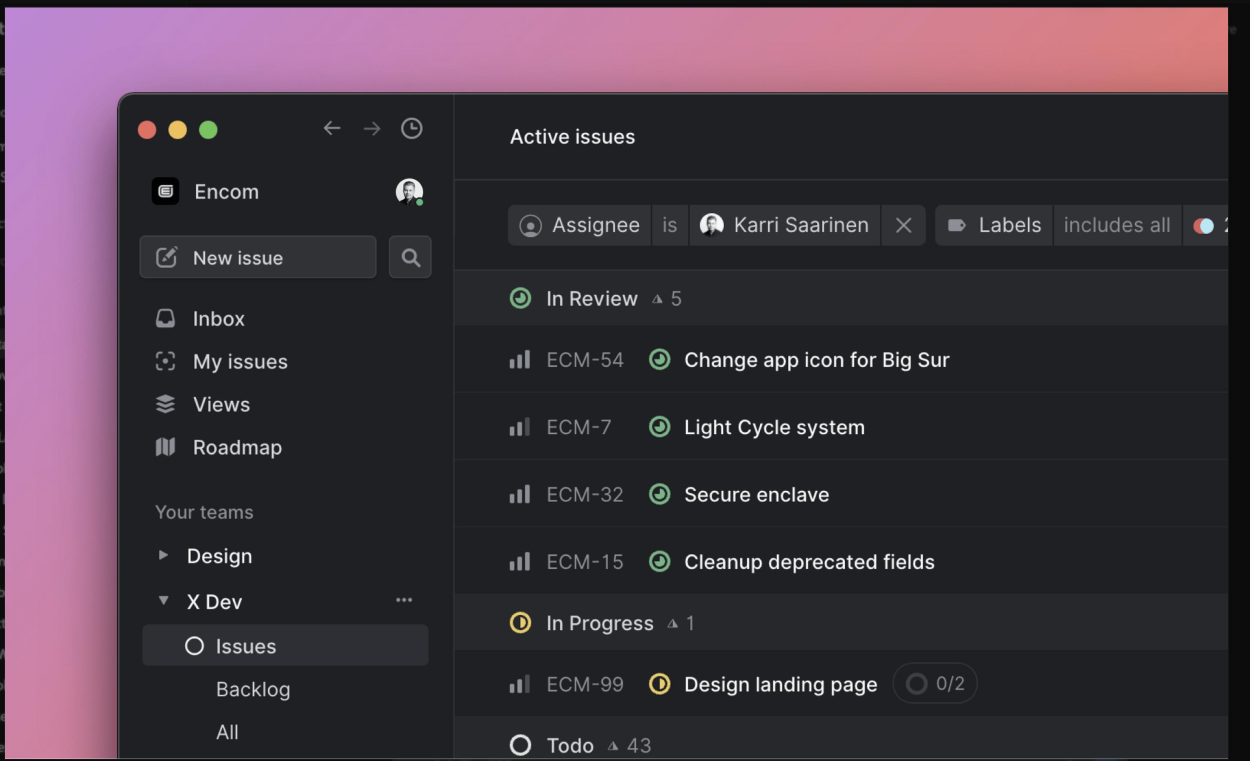 Encom
New issue
Inbox
My issues
Views
Roadmap
Your teams
Design
X Dev
Issues
Backlog
All
Active issues
Assignee is Karri Saarinen Labels includes all
In Review 5
ECM-54 Change app icon for Big Sur
ECM-7 Light Cycle system
ECM-32 Secure enclave
ECM-15 Cleanup deprecated fields
In Progress 1
ECM-99 Design landing page 0/2
Todo 43